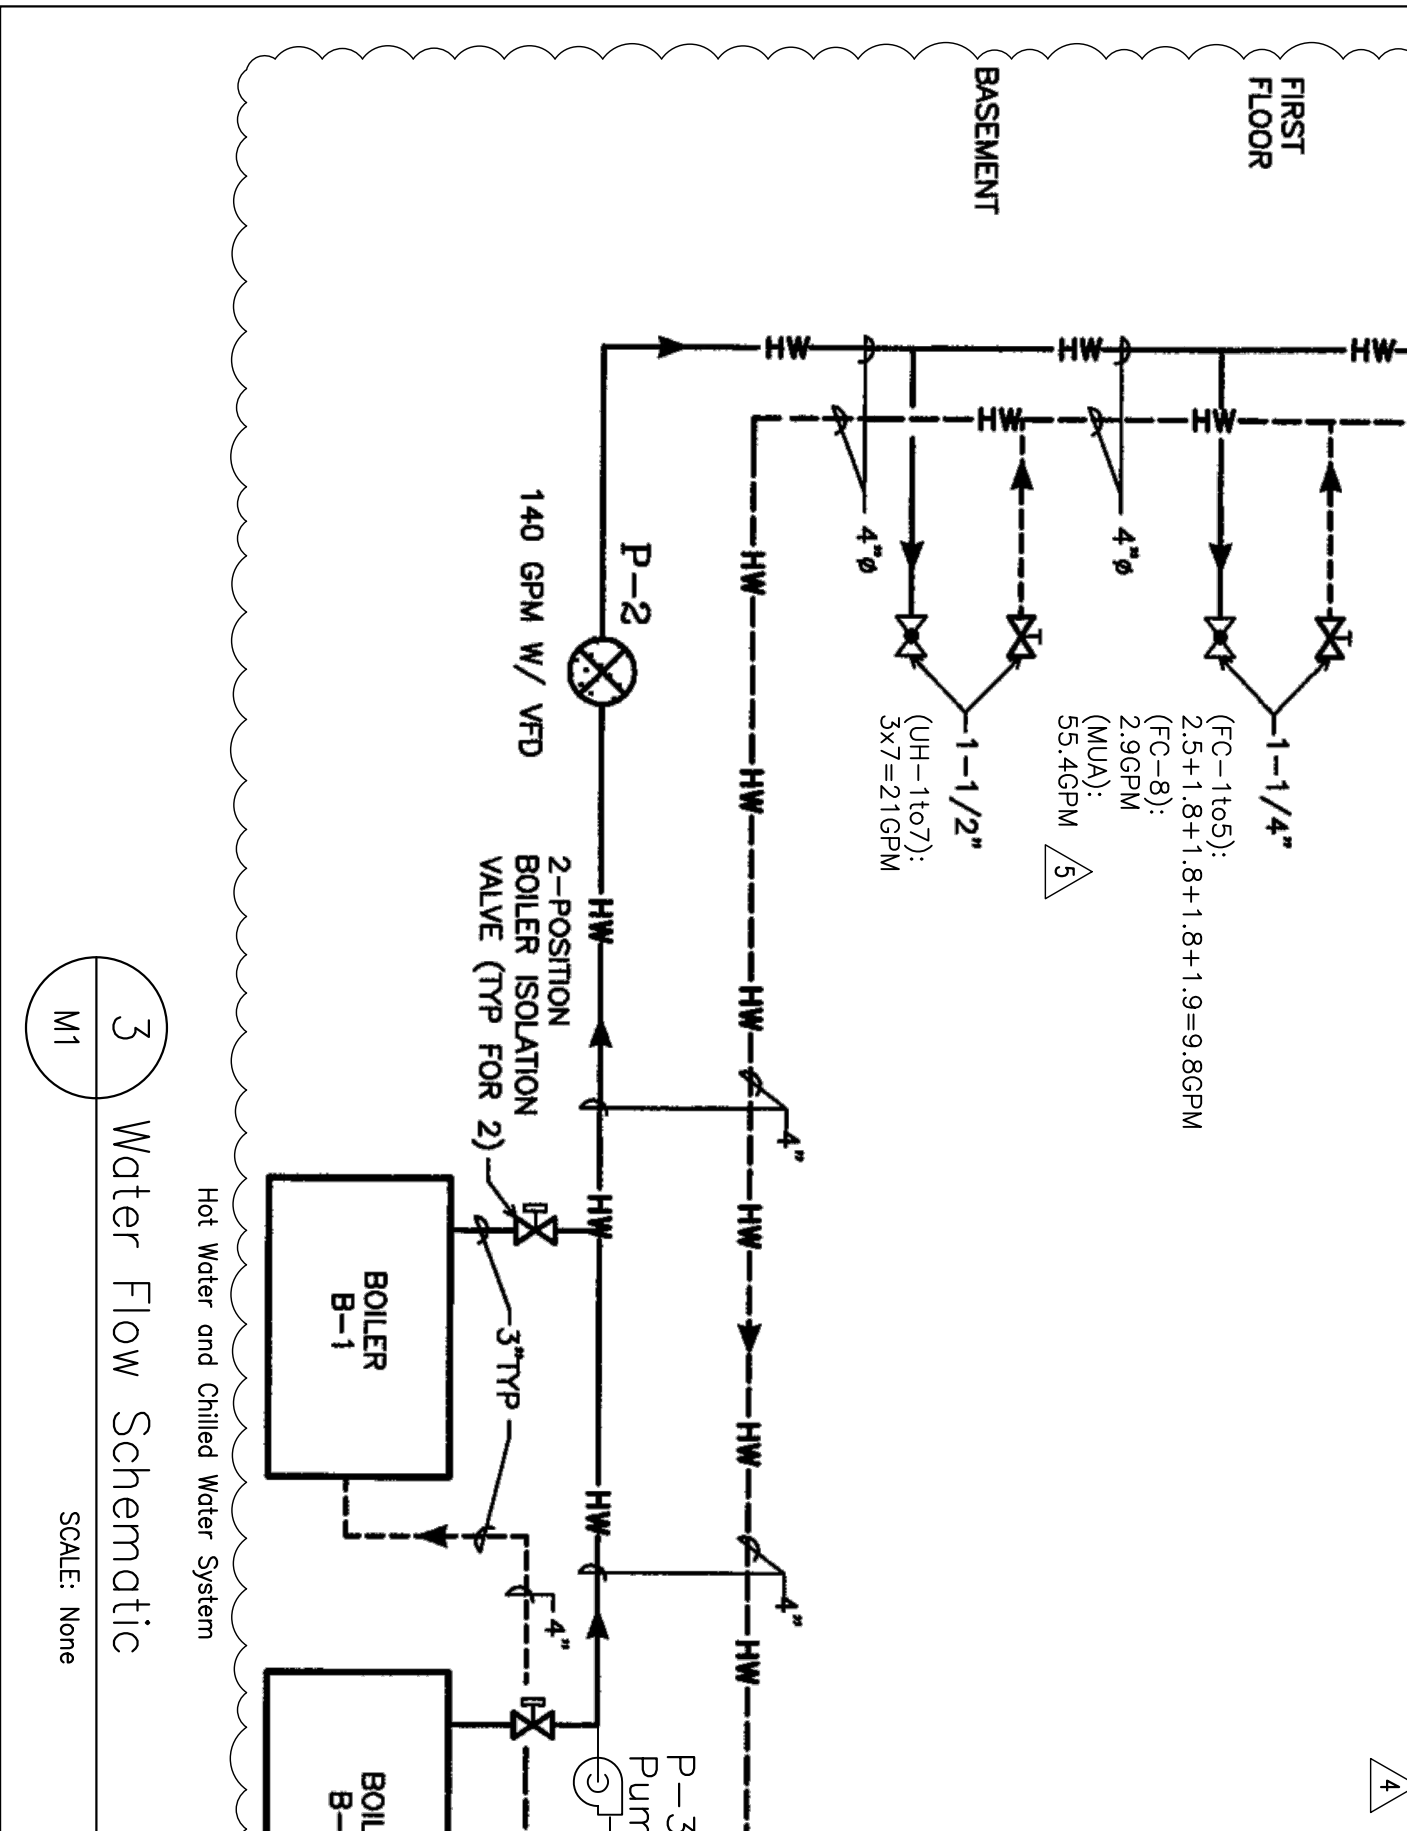 FIRST
FLOOR
BASEMENT
HW
HW
HW
HW
HW
4"ø
4"ø
1-1/4"
(FC-1to5):
2.5+1.8+1.8+1.8+1.9=9.8GPM
(FC-8):
2.9GPM
(MUA):
55.4GPM
5
1-1/2"
(UH-1to7):
3x7=21GPM
HW
HW
HW
HW
HW
HW
4"
4"
P-2
140 GPM W/ VFD
HW
HW
HW
2-POSITION
BOILER ISOLATION
VALVE (TYP FOR 2)
3"TYP
4"
BOILER
B-1
BOIL
B-
P-3
Pum
4
Hot Water and Chilled Water System
3
M1
Water Flow Schematic
SCALE: None